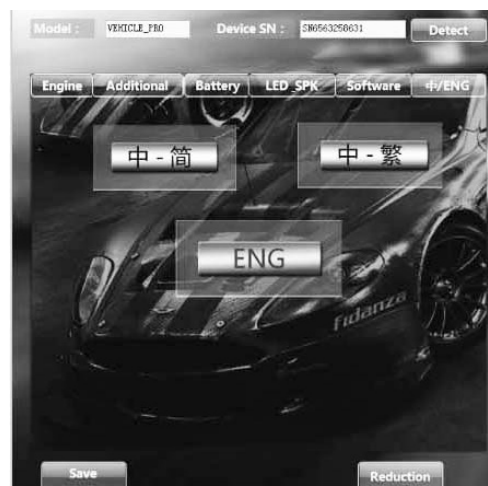 Model : VEHICLE_PRO Device SN : SN6563250631 Detect
Engine Additional Battery LED_SPK Software 中/ENG
中 - 简 中 - 繁
ENG
fidanza
Save Reduction